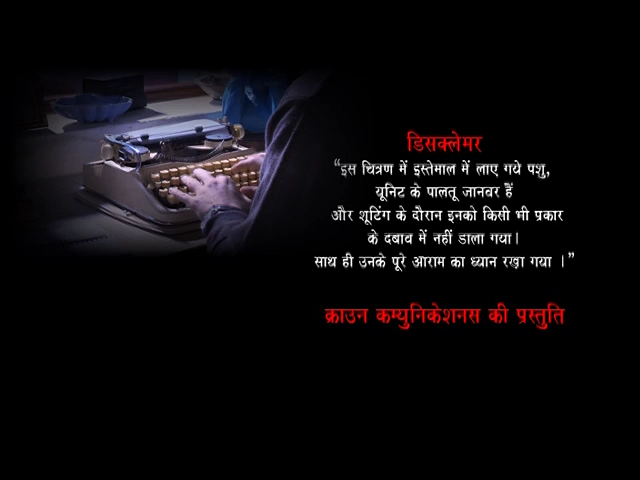 डिसक्लेमर
“इस चित्रण में इस्तेमाल में लाए गये पशु,
यूनिट के पालतू जानवर हैं
और शूटिंग के दौरान इनको किसी भी प्रकार
के दबाव में नहीं डाला गया।
साथ ही उनके पूरे आराम का ध्यान रखा गया ।”
क्राउन कम्युनिकेशनस की प्रस्तुति